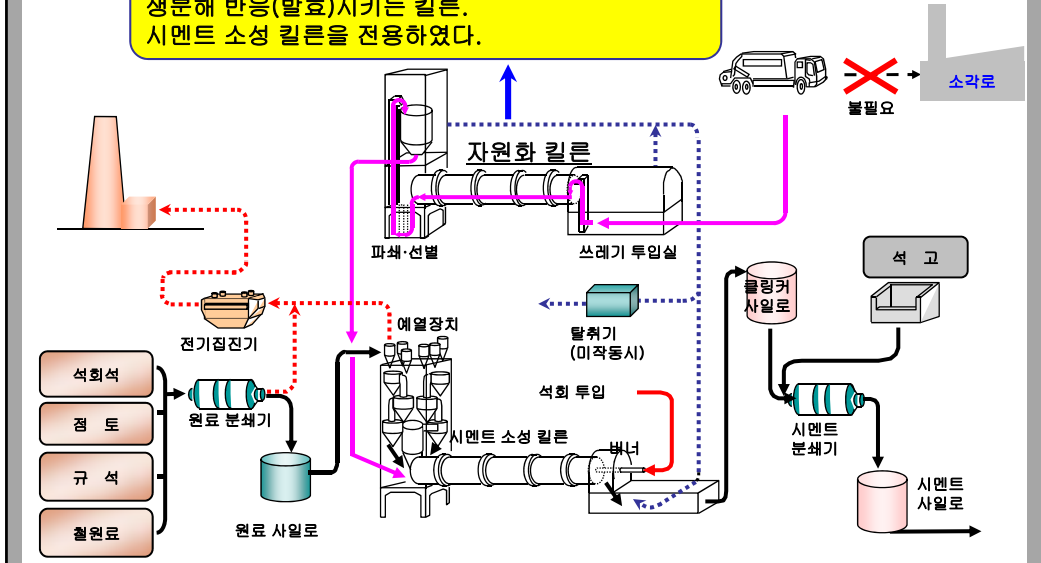 생분해 반응(발효)시키는 킬른.
시멘트 소성 킬른을 전용하였다.
소각로
불필요
자원화 킬른
파쇄·선별
쓰레기 투입실
석 고
클링커
사일로
예열장치
탈취기
(미작동시)
전기집진기
석회석
석회 투입
원료 분쇄기
점 토
시멘트
분쇄기
시멘트 소성 킬른
버너
규 석
시멘트
사일로
원료 사일로
철원료